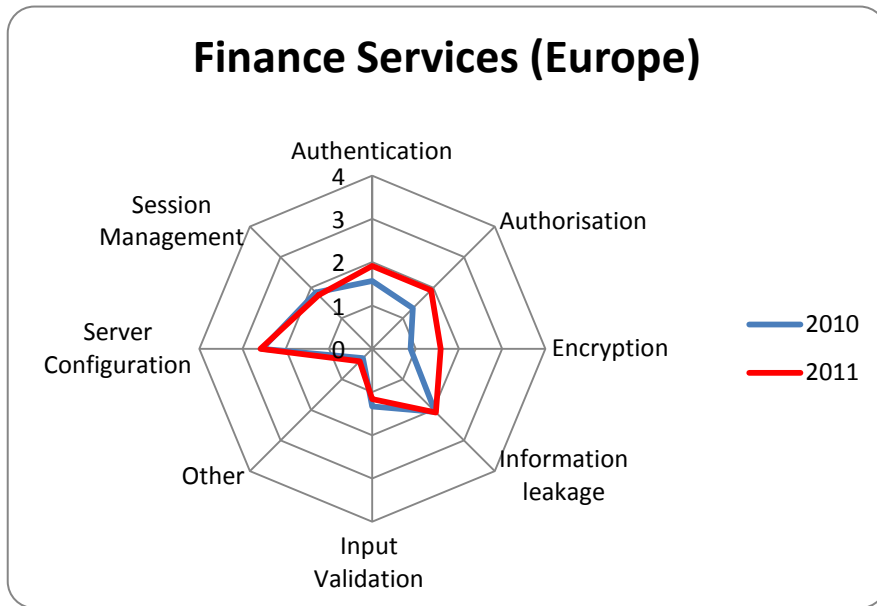 Finance Services (Europe)
Authentication
4
Session
Management
3
Authorisation
2
1
Server
Configuration
0
Encryption
2010
2011
Other
Information
leakage
Input
Validation